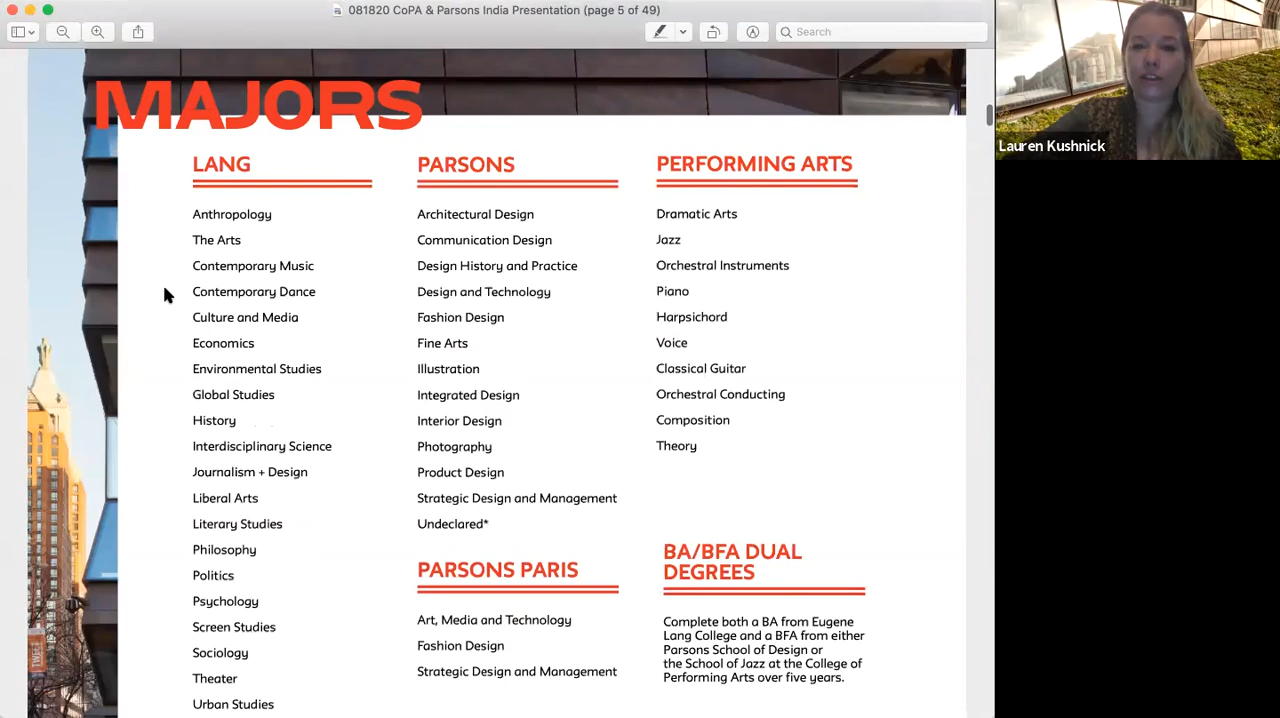 081820 CoPA & Parsons India Presentation (page 5 of 49)
Search
Lauren Kushnick
MAJORS
LANG
Anthropology
The Arts
Contemporary Music
Contemporary Dance
Culture and Media
Economics
Environmental Studies
Global Studies
History
Interdisciplinary Science
Journalism + Design
Liberal Arts
Literary Studies
Philosophy
Politics
Psychology
Screen Studies
Sociology
Theater
Urban Studies
PARSONS
Architectural Design
Communication Design
Design History and Practice
Design and Technology
Fashion Design
Fine Arts
Illustration
Integrated Design
Interior Design
Photography
Product Design
Strategic Design and Management
Undeclared*
PARSONS PARIS
Art, Media and Technology
Fashion Design
Strategic Design and Management
PERFORMING ARTS
Dramatic Arts
Jazz
Orchestral Instruments
Piano
Harpsichord
Voice
Classical Guitar
Orchestral Conducting
Composition
Theory
BA/BFA DUAL
DEGREES
Complete both a BA from Eugene
Lang College and a BFA from either
Parsons School of Design or
the School of Jazz at the College of
Performing Arts over five years.
TWEET